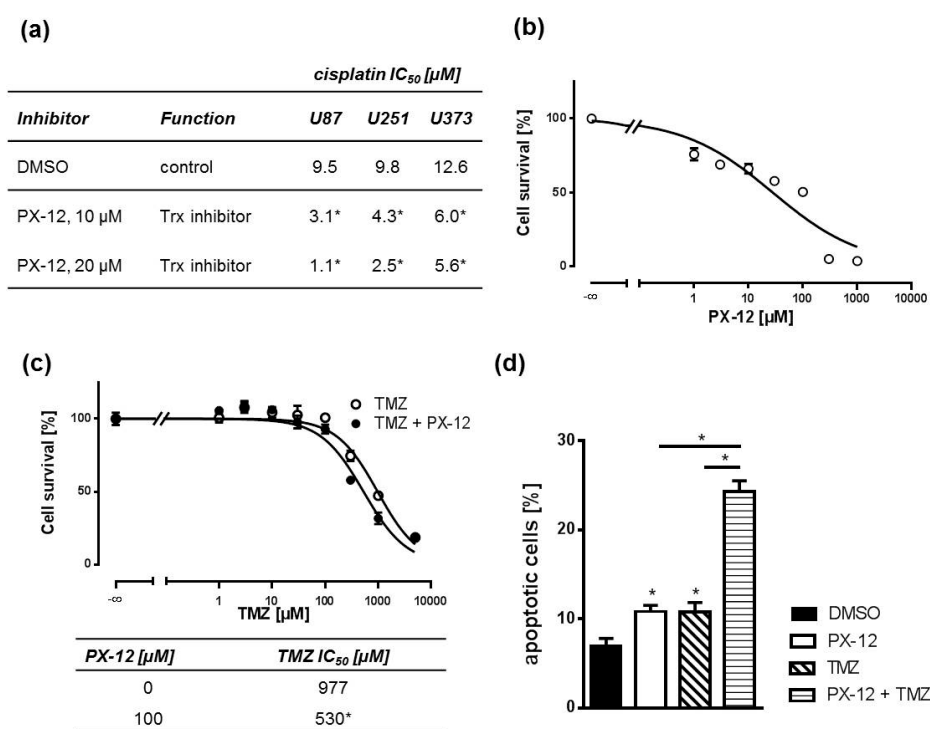 (a)
cisplatin IC50 [µM]
Inhibitor Function U87 U251 U373
DMSO control 9.5 9.8 12.6
PX-12, 10 µM Trx inhibitor 3.1* 4.3* 6.0*
PX-12, 20 µM Trx inhibitor 1.1* 2.5* 5.6*
(b)
Cell survival [%]
100
50
0
-∞ 1 10 100 1000 10000
PX-12 [µM]
(c)
Cell survival [%]
100
50
0
TMZ
TMZ + PX-12
-∞ 1 10 100 1000 10000
TMZ [µM]
PX-12 [µM] TMZ IC50 [µM]
0 977
100 530*
(d)
apoptotic cells [%]
30
20
10
0
*
*
* *
DMSO
PX-12
TMZ
PX-12 + TMZ